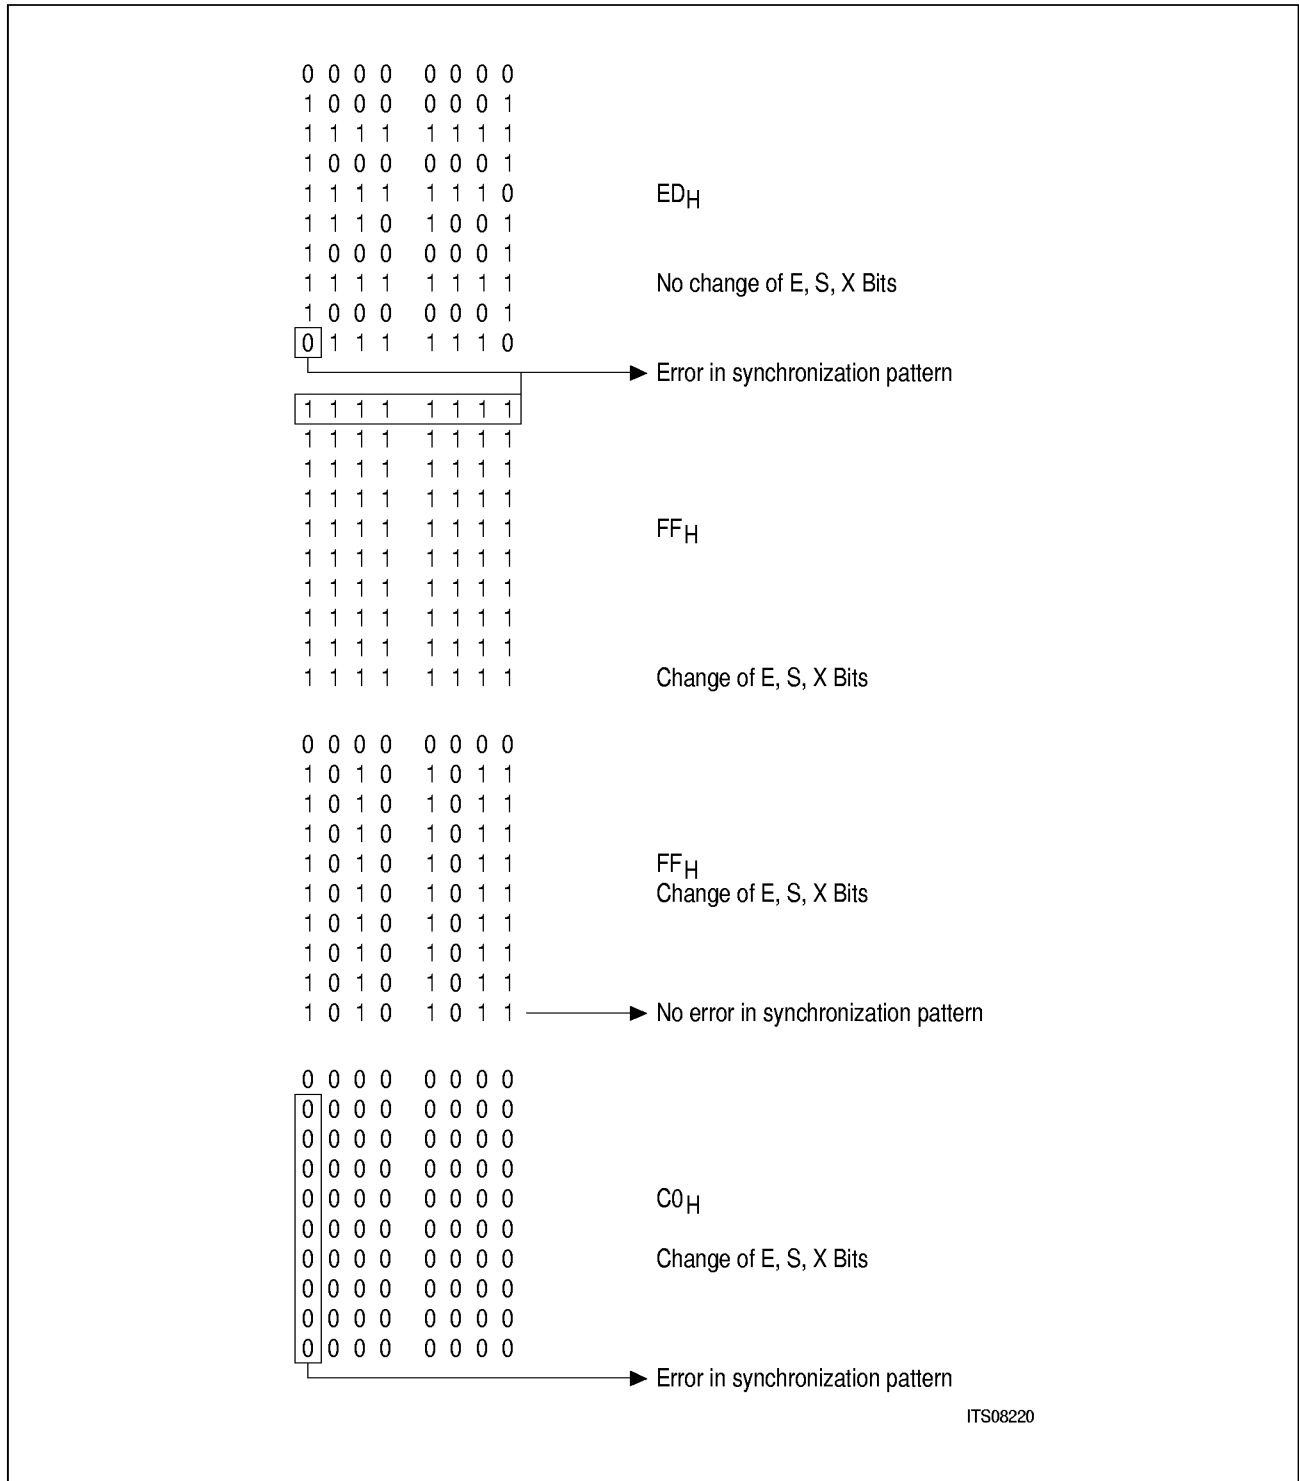 0 0 0 0 0 0 0 0
1 0 0 0 0 0 0 1
1 1 1 1 1 1 1 1
1 0 0 0 0 0 0 1
1 1 1 1 1 1 1 0 EDH
1 1 1 0 1 0 0 1
1 0 0 0 0 0 0 1
1 1 1 1 1 1 1 1 No change of E, S, X Bits
1 0 0 0 0 0 0 1
0 1 1 1 1 1 1 0
Error in synchronization pattern
1 1 1 1 1 1 1 1
1 1 1 1 1 1 1 1
1 1 1 1 1 1 1 1
1 1 1 1 1 1 1 1
1 1 1 1 1 1 1 1 FFH
1 1 1 1 1 1 1 1
1 1 1 1 1 1 1 1
1 1 1 1 1 1 1 1
1 1 1 1 1 1 1 1
1 1 1 1 1 1 1 1 Change of E, S, X Bits
0 0 0 0 0 0 0 0
1 0 1 0 1 0 1 1
1 0 1 0 1 0 1 1
1 0 1 0 1 0 1 1
1 0 1 0 1 0 1 1 FFH
1 0 1 0 1 0 1 1 Change of E, S, X Bits
1 0 1 0 1 0 1 1
1 0 1 0 1 0 1 1
1 0 1 0 1 0 1 1
1 0 1 0 1 0 1 1 No error in synchronization pattern
0 0 0 0 0 0 0 0
0 0 0 0 0 0 0 0
0 0 0 0 0 0 0 0
0 0 0 0 0 0 0 0
0 0 0 0 0 0 0 0 C0H
0 0 0 0 0 0 0 0
0 0 0 0 0 0 0 0 Change of E, S, X Bits
0 0 0 0 0 0 0 0
0 0 0 0 0 0 0 0
0 0 0 0 0 0 0 0
Error in synchronization pattern
ITS08220